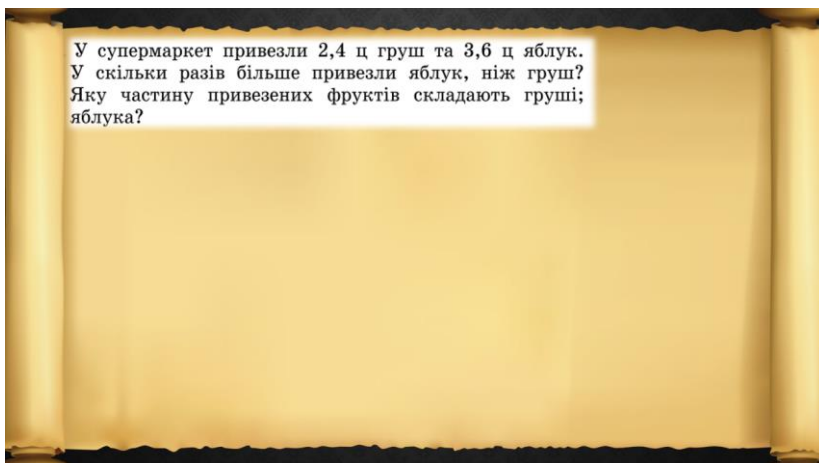 У супермаркет привезли 2,4 ц груш та 3,6 ц яблук.
У скільки разів більше привезли яблук, ніж груш?
Яку частину привезених фруктів складають груші;
яблука?